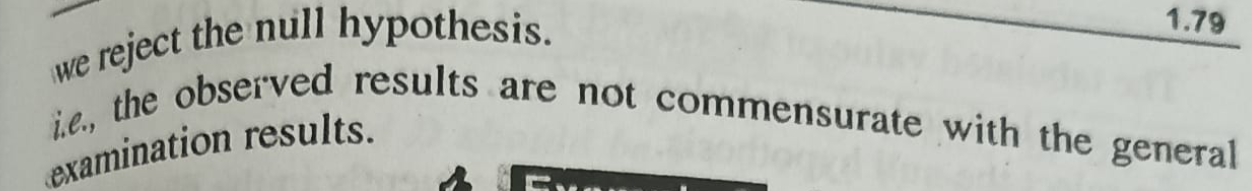 1.79
we reject the null hypothesis.
i.e., the observed results are not commensurate with the general
examination results.